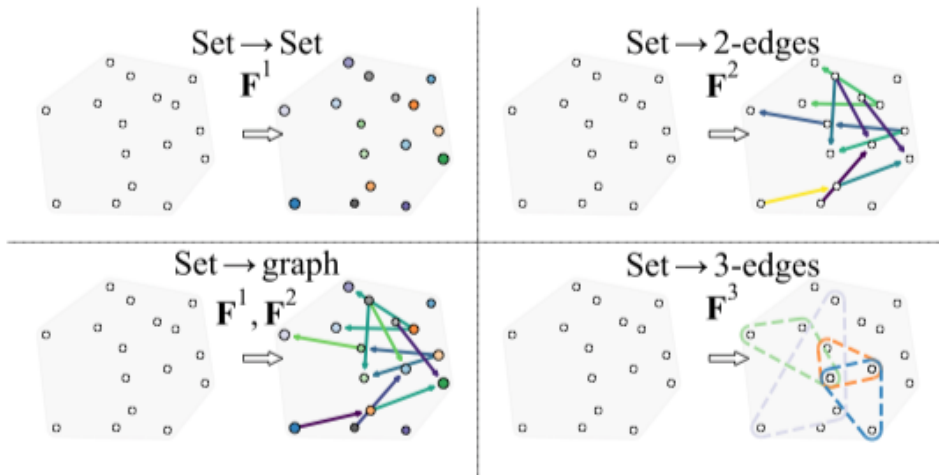 Set → Set
F¹
Set → 2-edges
F²
Set → graph
F¹, F²
Set → 3-edges
F³